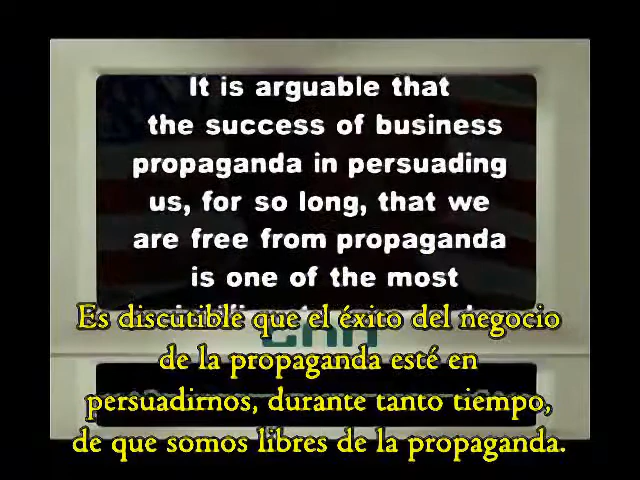 It is arguable that
the success of business
propaganda in persuading
us, for so long, that we
are free from propaganda
is one of the most
Es discutible que el éxito del negocio
de la propaganda esté en
persuadirnos, durante tanto tiempo,
de que somos libres de la propaganda.